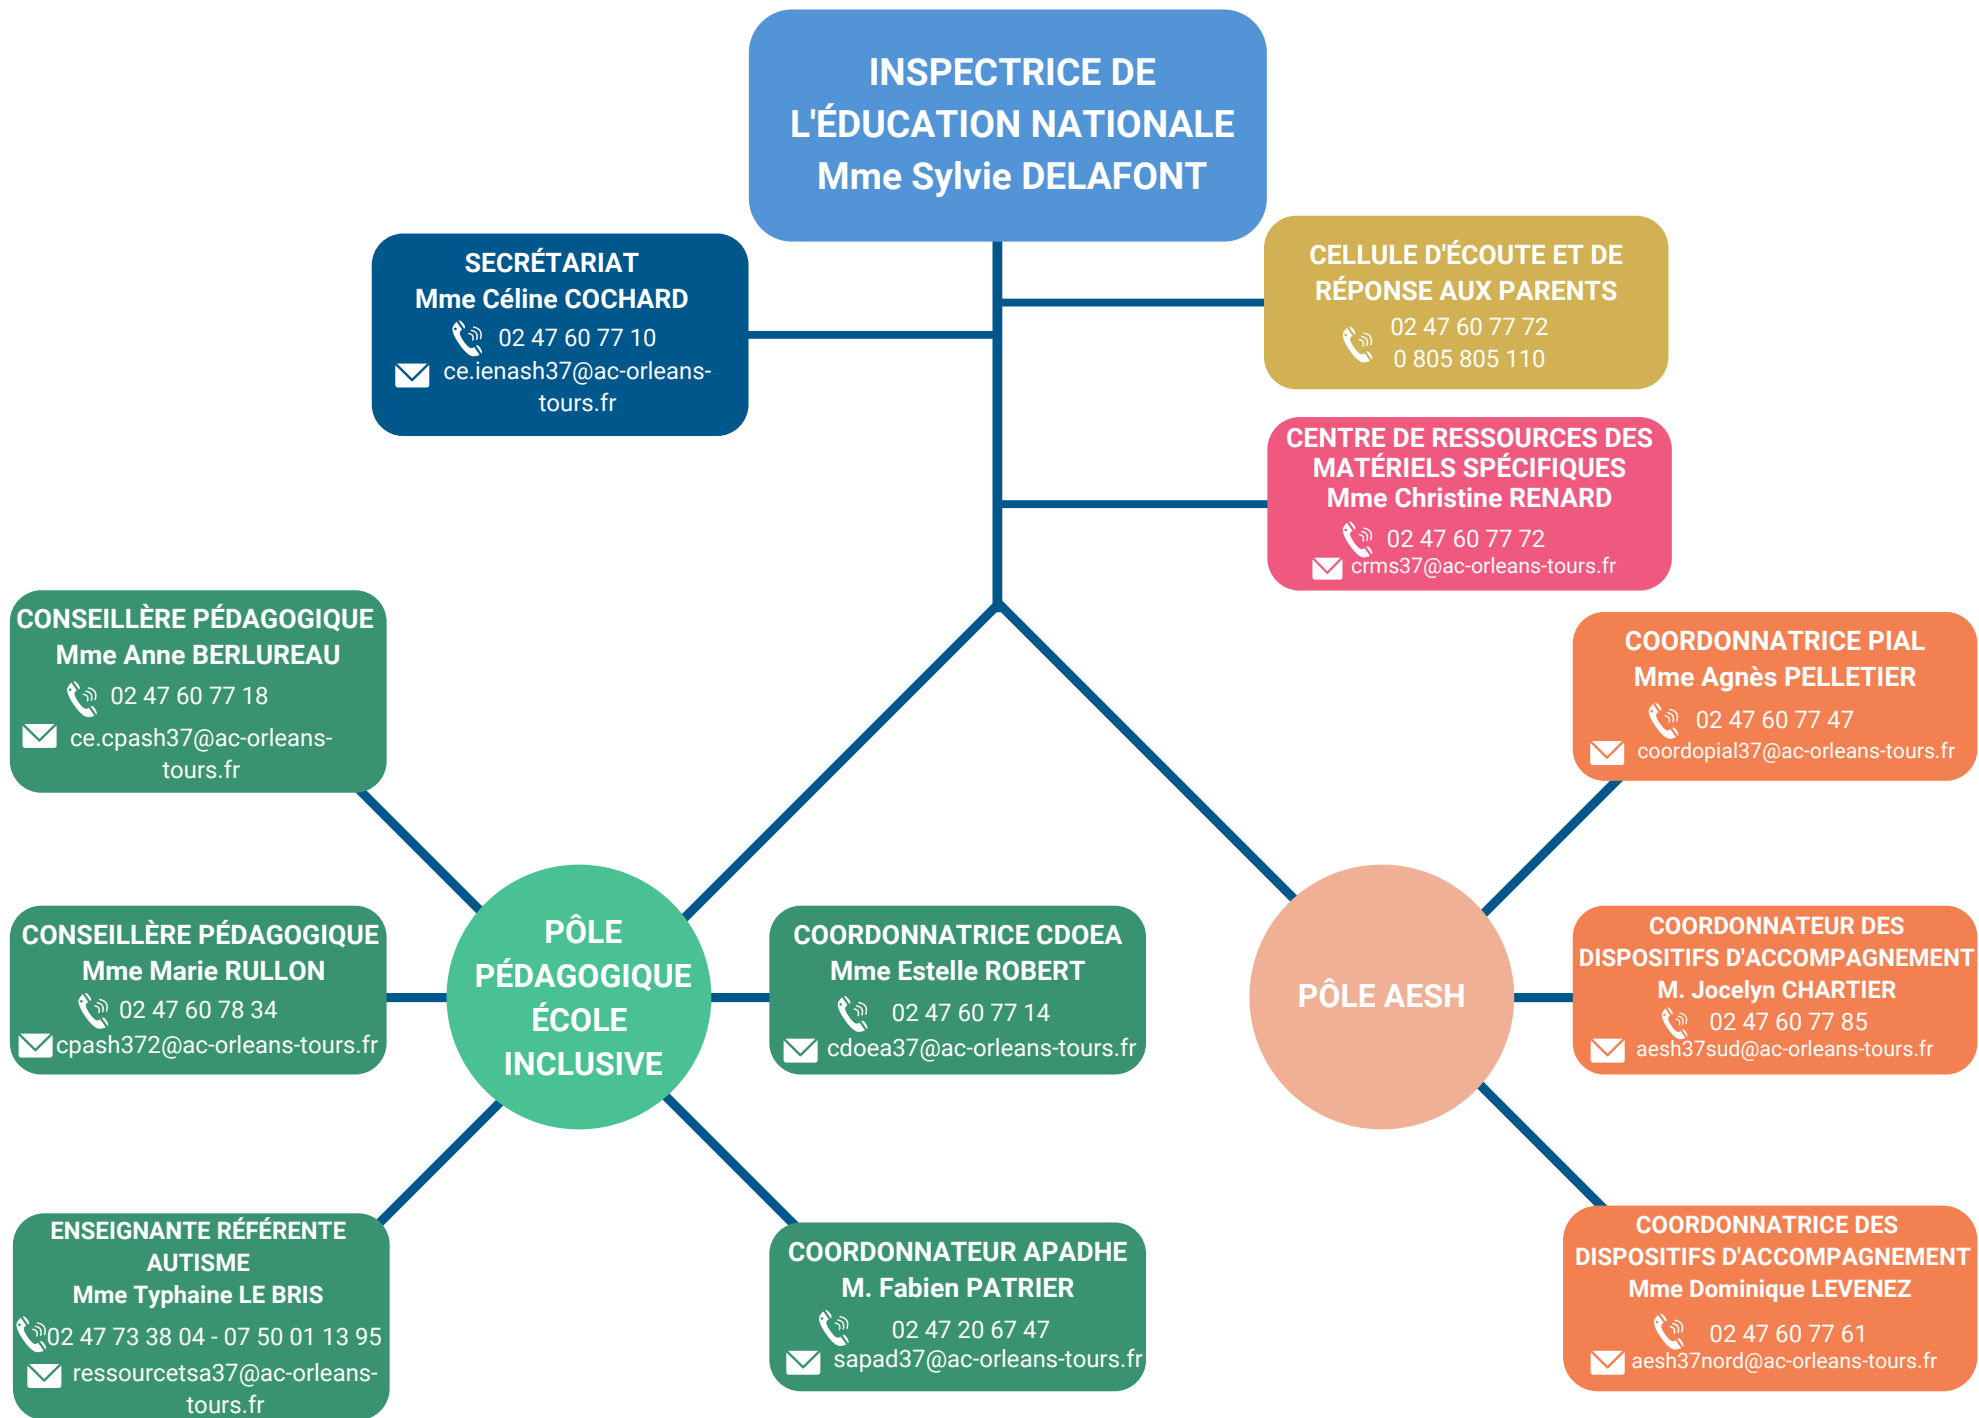 INSPECTRICE DE
L'ÉDUCATION NATIONALE
Mme Sylvie DELAFONT
SECRÉTARIAT
Mme Céline COCHARD
02 47 60 77 10
ce.ienash37@ac-orleans-
tours.fr
CELLULE D'ÉCOUTE ET DE
RÉPONSE AUX PARENTS
02 47 60 77 72
0 805 805 110
CENTRE DE RESSOURCES DES
MATÉRIELS SPÉCIFIQUES
Mme Christine RENARD
02 47 60 77 72
crms37@ac-orleans-tours.fr
CONSEILLÈRE PÉDAGOGIQUE
Mme Anne BERLUREAU
02 47 60 77 18
ce.cpash37@ac-orleans-
tours.fr
CONSEILLÈRE PÉDAGOGIQUE
Mme Marie RULLON
02 47 60 78 34
cpash372@ac-orleans-tours.fr
ENSEIGNANTE RÉFÉRENTE
AUTISME
Mme Typhaine LE BRIS
02 47 73 38 04 - 07 50 01 13 95
ressourcetsa37@ac-orleans-
tours.fr
PÔLE
PÉDAGOGIQUE
ÉCOLE
INCLUSIVE
COORDONNATRICE CDOEA
Mme Estelle ROBERT
02 47 60 77 14
cdoea37@ac-orleans-tours.fr
COORDONNATEUR APADHE
M. Fabien PATRIER
02 47 20 67 47
sapad37@ac-orleans-tours.fr
PÔLE AESH
COORDONNATRICE PIAL
Mme Agnès PELLETIER
02 47 60 77 47
coordopial37@ac-orleans-tours.fr
COORDONNATEUR DES
DISPOSITIFS D'ACCOMPAGNEMENT
M. Jocelyn CHARTIER
02 47 60 77 85
aesh37sud@ac-orleans-tours.fr
COORDONNATRICE DES
DISPOSITIFS D'ACCOMPAGNEMENT
Mme Dominique LEVENEZ
02 47 60 77 61
aesh37nord@ac-orleans-tours.fr